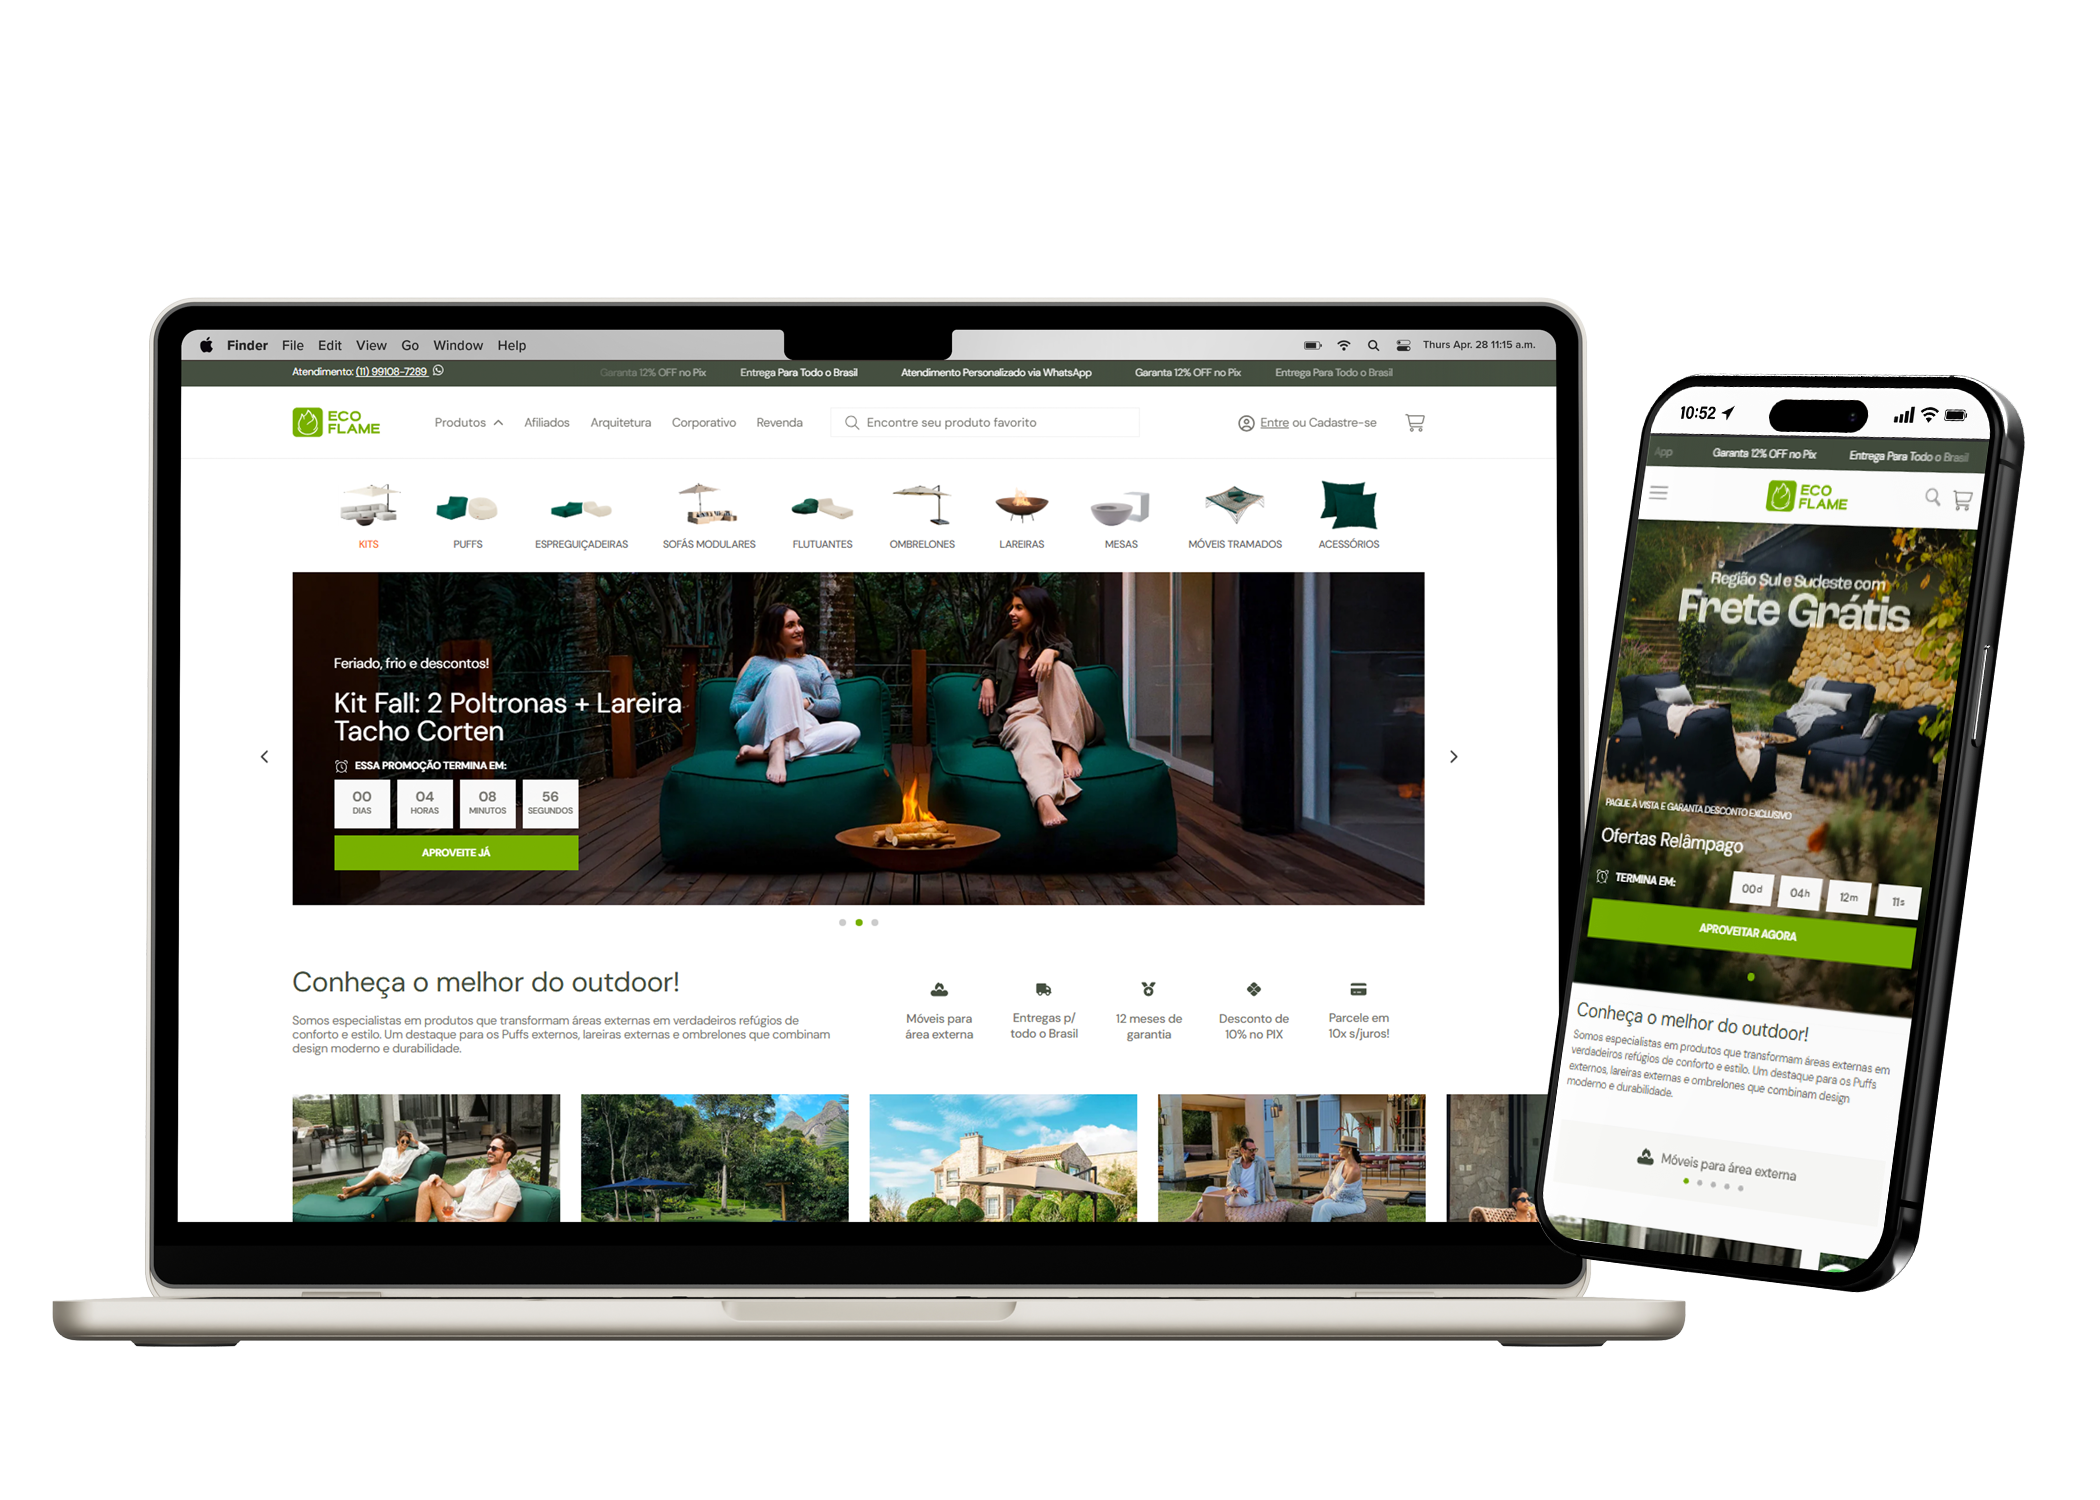 Finder File Edit View Go Window Help
Thurs Apr. 28 11:15 a.m.
Atendimento: (11) 99108-7289
Garanta 12% OFF no Pix
Entrega Para Todo o Brasil
Atendimento Personalizado via WhatsApp
Garanta 12% OFF no Pix
Entrega Para Todo o Brasil
ECO
FLAME
Produtos
Afiliados
Arquitetura
Corporativo
Revenda
Encontre seu produto favorito
Entre ou Cadastre-se
KITS
PUFFS
ESPREGUIÇADEIRAS
SOFÁS MODULARES
FLUTUANTES
OMBRELONES
LAREIRAS
MESAS
MÓVEIS TRAMADOS
ACESSÓRIOS
Feriado, frio e descontos!
Kit Fall: 2 Poltronas + Lareira
Tacho Corten
ESSA PROMOÇÃO TERMINA EM:
00
DIAS
04
HORAS
08
MINUTOS
56
SEGUNDOS
APROVEITE JÁ
Conheça o melhor do outdoor!
Somos especialistas em produtos que transformam áreas externas em verdadeiros refúgios de
conforto e estilo. Um destaque para os Puffs externos, lareiras externas e ombrelones que combinam
design moderno e durabilidade.
Móveis para
área externa
Entregas p/
todo o Brasil
12 meses de
garantia
Desconto de
10% no PIX
Parcele em
10x s/juros!
10:52
App
Garanta 12% OFF no Pix
Entrega Para Todo o Brasil
ECO
FLAME
Região Sul e Sudeste com
Frete Grátis
PAGUE À VISTA E GARANTA DESCONTO EXCLUSIVO
Ofertas Relâmpago
TERMINA EM:
00d
04h
12m
11s
APROVEITAR AGORA
Conheça o melhor do outdoor!
Somos especialistas em produtos que transformam áreas externas em
verdadeiros refúgios de conforto e estilo. Um destaque para os Puffs
externos, lareiras externas e ombrelones que combinam design
moderno e durabilidade.
Móveis para área externa